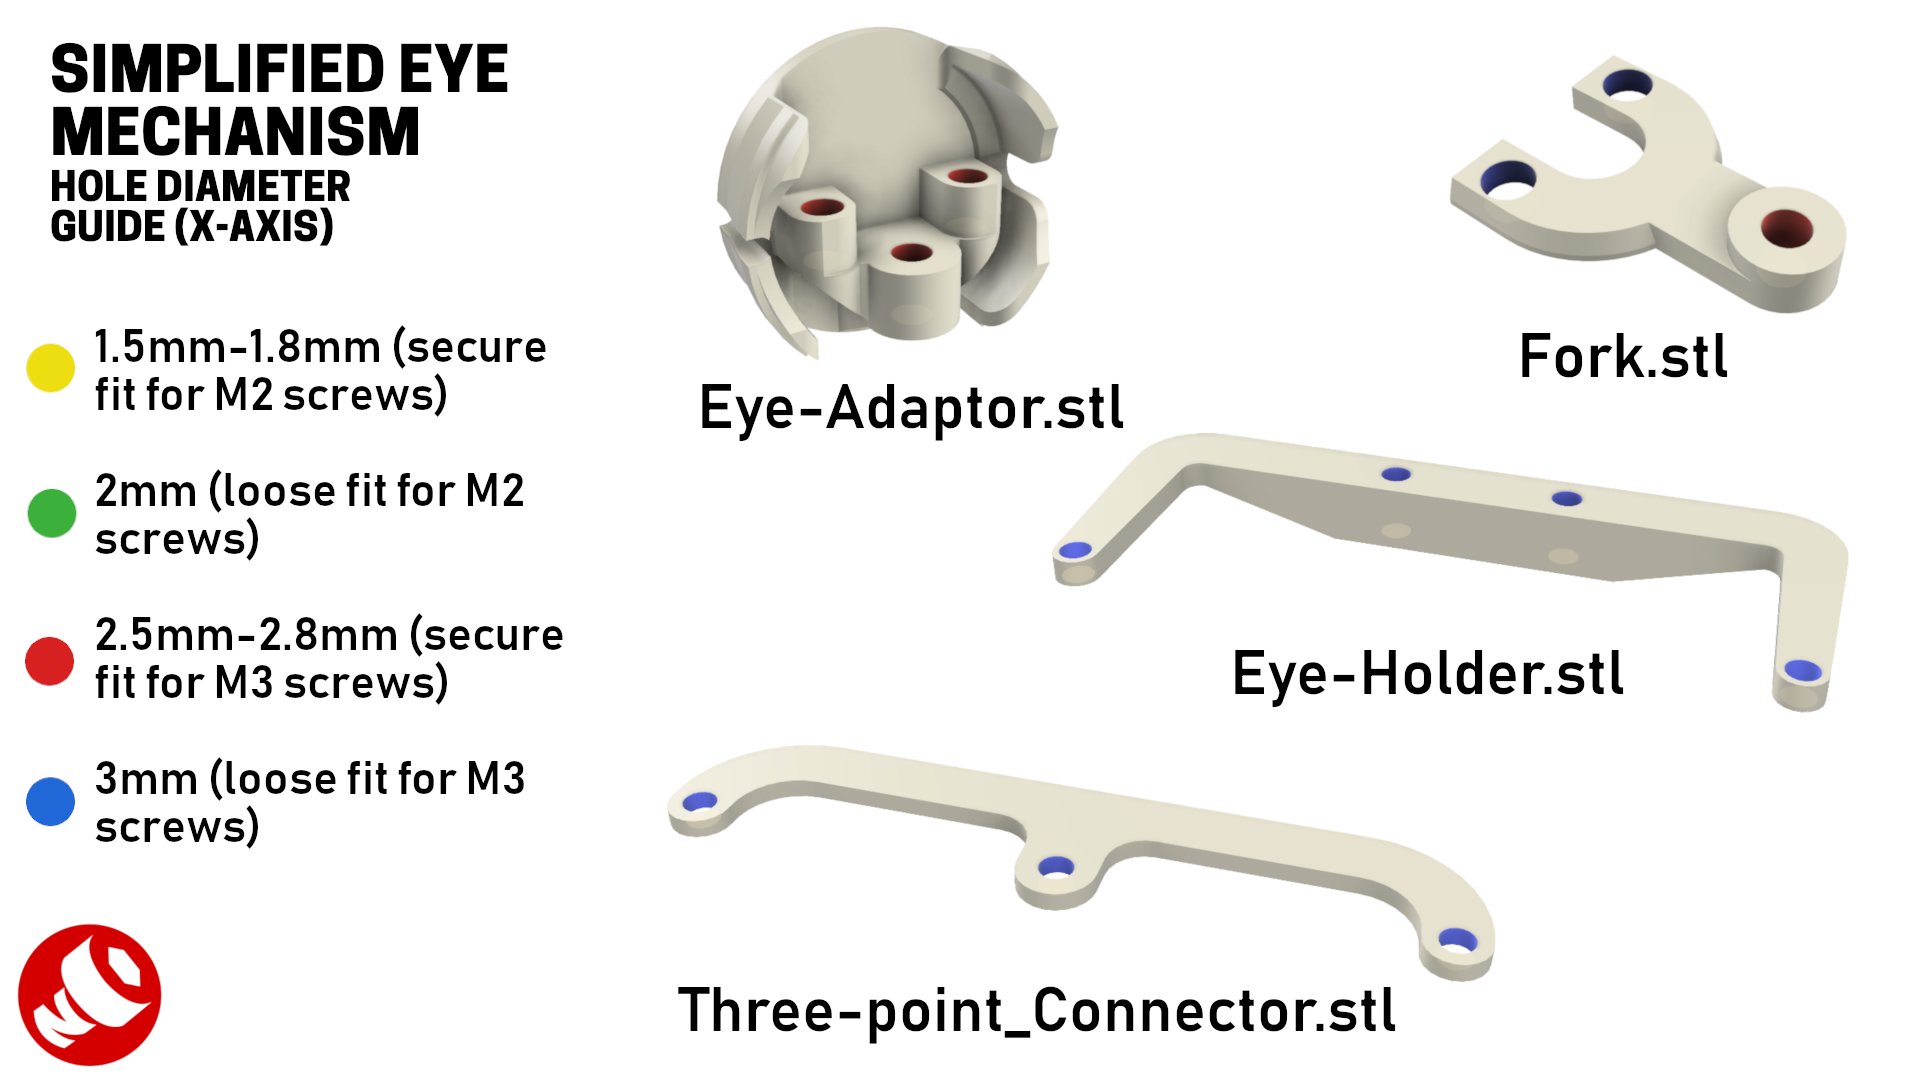 SIMPLIFIED EYE
MECHANISM
HOLE DIAMETER
GUIDE (X-AXIS)
1.5mm-1.8mm (secure
fit for M2 screws)
2mm (loose fit for M2
screws)
2.5mm-2.8mm (secure
fit for M3 screws)
3mm (loose fit for M3
screws)
Eye-Adaptor.stl
Fork.stl
Eye-Holder.stl
Three-point_Connector.stl